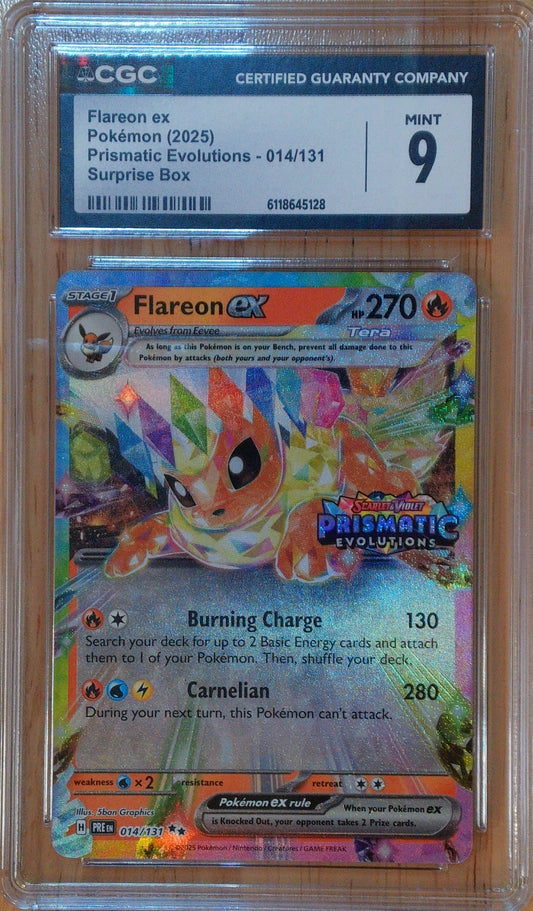 CGC
CERTIFIED GUARANTY COMPANY
Flareon ex
Pokémon (2025)
Prismatic Evolutions - 014/131
Surprise Box
MINT
9
6118645128
STAGE1
Flareon ex
HP 270
Evolves from Eevee
Tera
As long as this Pokémon is on your Bench, prevent all damage done to this
Pokémon by attacks (both yours and your opponent's).
SCARLET & VIOLET
PRISMATIC
EVOLUTIONS
Burning Charge 130
Search your deck for up to 2 Basic Energy cards and attach
them to 1 of your Pokémon. Then, shuffle your deck.
Carnelian 280
During your next turn, this Pokémon can't attack.
weakness ×2 resistance retreat
Illus. 5ban Graphics
Pokémon ex rule
When your Pokémon ex
is Knocked Out, your opponent takes 2 Prize cards.
H PRE EN 014/131 ★★
©2025 Pokémon / Nintendo / Creatures / GAME FREAK